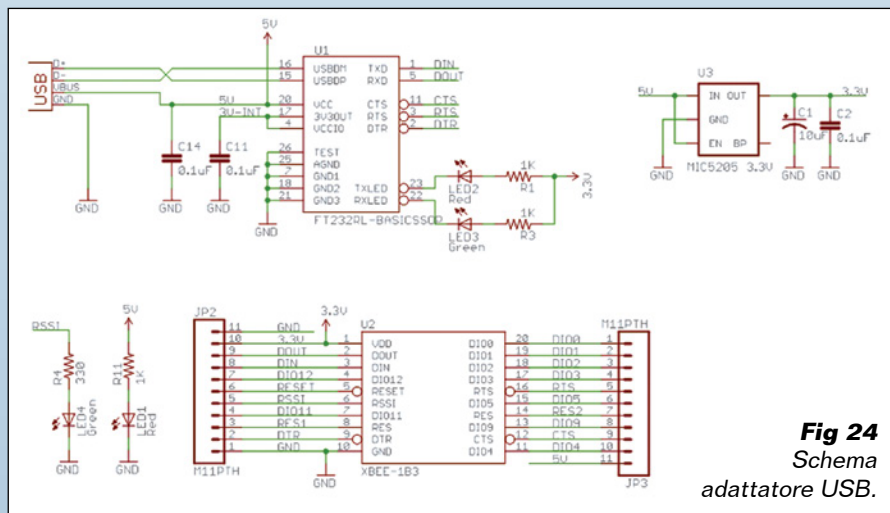 USB
D+
D-
VBUS
GND
GND
5V
5V
3V-INT
C14
0.1uF
C11
0.1uF
GND
GND
GND
U1
16 USBDM TXD 1 DIN
15 USBDP RXD 5 DOUT
20 VCC CTS 11 CTS
17 3V3OUT RTS 3 RTS
4 VCCIO DTR 2 DTR
26 TEST
25 AGND
7 GND1
18 GND2 TXLED 23
21 GND3 RXLED 22
FT232RL-BASICSSOP
LED2
Red
1K
R1
LED3
Green
1K
R3
3.3V
U3
5V IN OUT 3.3V
GND
EN BP
MIC5205 3.3V
GND
C1
10uF
C2
0.1uF
GND
GND
RSSI
R4
330
LED4
Green
GND
5V
R11
1K
LED1
Red
GND
JP2
11 GND
10 3.3V
9 DOUT
8 DIN
7 DIO12
6 RESET
5 RSSI
4 DIO11
3 RES1
2 DTR
1 GND
M11PTH
3.3V
GND
U2
1 VDD DIO0 20
2 DOUT DIO1 19
3 DIN DIO2 18
4 DIO12 DIO3 17
5 RESET RTS 16
6 RSSI DIO5 15
7 DIO11 RES 14
8 RES DIO9 13
9 DTR CTS 12
10 GND DIO4 11
XBEE-1B3
M11PTH
DIO0 1
DIO1 2
DIO2 3
DIO3 4
RTS 5
DIO5 6
RES2 7
DIO9 8
CTS 9
DIO4 10
5V 11
JP3
Fig 24
Schema
adattatore USB.